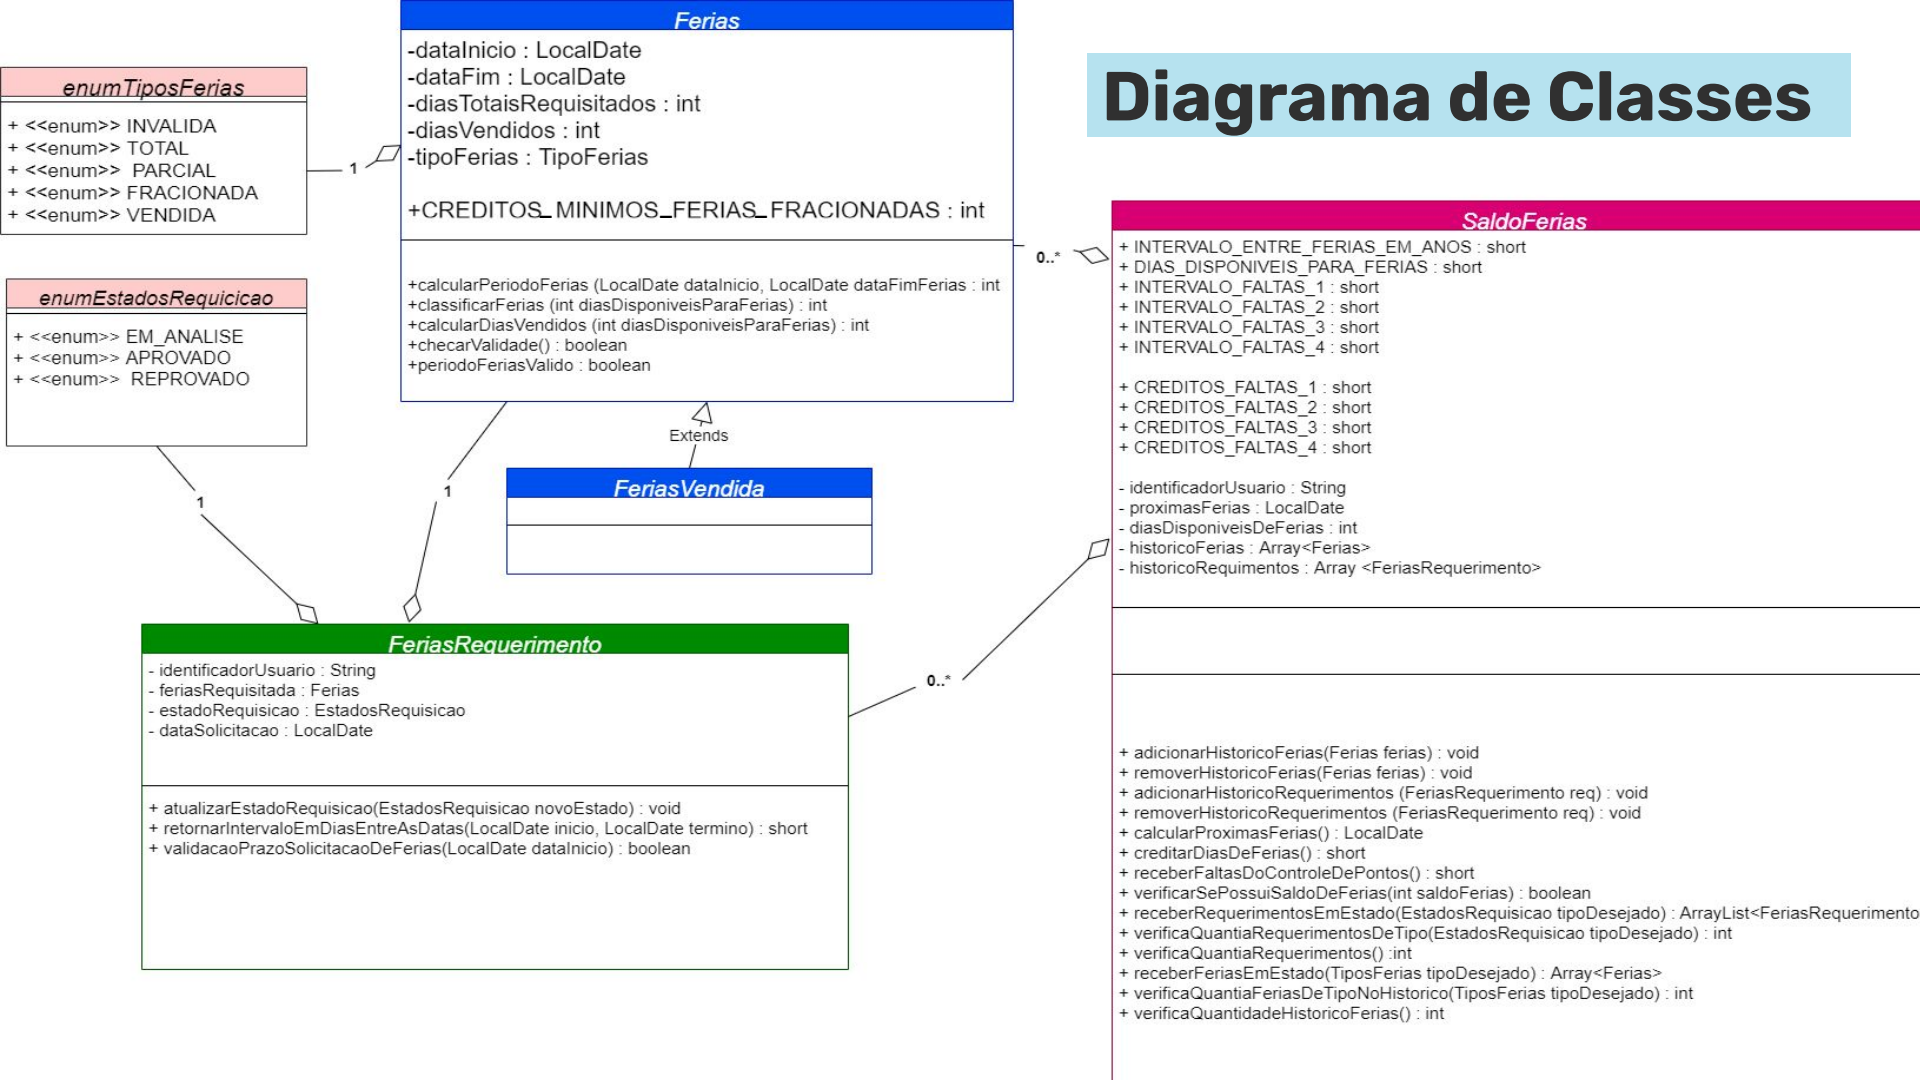 Diagrama de Classes
enumTiposFerias
+ <<enum>> INVALIDA
+ <<enum>> TOTAL
+ <<enum>> PARCIAL
+ <<enum>> FRACIONADA
+ <<enum>> VENDIDA
enumEstadosRequicicao
+ <<enum>> EM_ANALISE
+ <<enum>> APROVADO
+ <<enum>> REPROVADO
Ferias
-dataInicio : LocalDate
-dataFim : LocalDate
-diasTotaisRequisitados : int
-diasVendidos : int
-tipoFerias : TipoFerias
+CREDITOS_MINIMOS_FERIAS_FRACIONADAS : int
+calcularPeriodoFerias (LocalDate dataInicio, LocalDate dataFimFerias : int
+classificarFerias (int diasDisponiveisParaFerias) : int
+calcularDiasVendidos (int diasDisponiveisParaFerias) : int
+checarValidade() : boolean
+periodoFeriasValido : boolean
1
0..*
Extends
1
1
0..*
FeriasVendida
FeriasRequerimento
- identificadorUsuario : String
- feriasRequisitada : Ferias
- estadoRequisicao : EstadosRequisicao
- dataSolicitacao : LocalDate
+ atualizarEstadoRequisicao(EstadosRequisicao novoEstado) : void
+ retornarIntervaloEmDiasEntreAsDatas(LocalDate inicio, LocalDate termino) : short
+ validacaoPrazoSolicitacaoDeFerias(LocalDate dataInicio) : boolean
SaldoFerias
+ INTERVALO_ENTRE_FERIAS_EM_ANOS : short
+ DIAS_DISPONIVEIS_PARA_FERIAS : short
+ INTERVALO_FALTAS_1 : short
+ INTERVALO_FALTAS_2 : short
+ INTERVALO_FALTAS_3 : short
+ INTERVALO_FALTAS_4 : short
+ CREDITOS_FALTAS_1 : short
+ CREDITOS_FALTAS_2 : short
+ CREDITOS_FALTAS_3 : short
+ CREDITOS_FALTAS_4 : short
- identificadorUsuario : String
- proximasFerias : LocalDate
- diasDisponiveisDeFerias : int
- historicoFerias : Array<Ferias>
- historicoRequimentos : Array <FeriasRequerimento>
+ adicionarHistoricoFerias(Ferias ferias) : void
+ removerHistoricoFerias(Ferias ferias) : void
+ adicionarHistoricoRequerimentos (FeriasRequerimento req) : void
+ removerHistoricoRequerimentos (FeriasRequerimento req) : void
+ calcularProximasFerias() : LocalDate
+ creditarDiasDeFerias() : short
+ receberFaltasDoControleDePontos() : short
+ verificarSePossuiSaldoDeFerias(int saldoFerias) : boolean
+ receberRequerimentosEmEstado(EstadosRequisicao tipoDesejado) : ArrayList<FeriasRequerimento
+ verificaQuantiaRequerimentosDeTipo(EstadosRequisicao tipoDesejado) : int
+ verificaQuantiaRequerimentos() :int
+ receberFeriasEmEstado(TiposFerias tipoDesejado) : Array<Ferias>
+ verificaQuantiaFeriasDeTipoNoHistorico(TiposFerias tipoDesejado) : int
+ verificaQuantidadeHistoricoFerias() : int